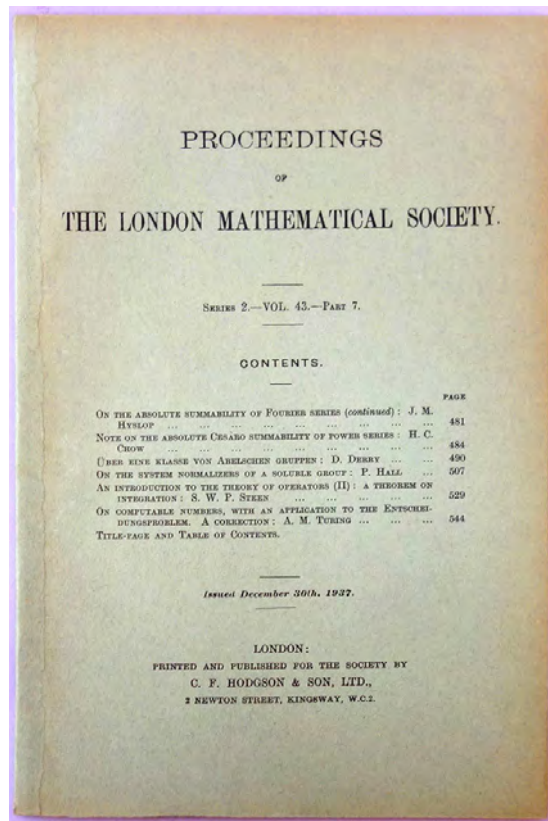 PROCEEDINGS
OF
THE LONDON MATHEMATICAL SOCIETY.
SERIES 2.—VOL. 43.—PART 7.
CONTENTS.
PAGE
ON THE ABSOLUTE SUMMABILITY OF FOURIER SERIES (continued): J. M.
HYSLOP ... ... ... ... ... ... ... ... ... 481
NOTE ON THE ABSOLUTE CESÀRO SUMMABILITY OF POWER SERIES: H. C.
CHOW ... ... ... ... ... ... ... ... ... 484
ÜBER EINE KLASSE VON ABELSCHEN GRUPPEN: D. DERRY ... ... 490
ON THE SYSTEM NORMALIZERS OF A SOLUBLE GROUP: P. HALL ... 507
AN INTRODUCTION TO THE THEORY OF OPERATORS (II): A THEOREM ON
INTEGRATION: S. W. P. STEEN ... ... ... ... ... 529
ON COMPUTABLE NUMBERS, WITH AN APPLICATION TO THE ENTSCHEI-
DUNGSPROBLEM. A CORRECTION: A. M. TURING ... ... ... 544
TITLE-PAGE AND TABLE OF CONTENTS.
Issued December 30th, 1937.
LONDON:
PRINTED AND PUBLISHED FOR THE SOCIETY BY
C. F. HODGSON & SON, LTD.,
2 NEWTON STREET, KINGSWAY, W.C.2.